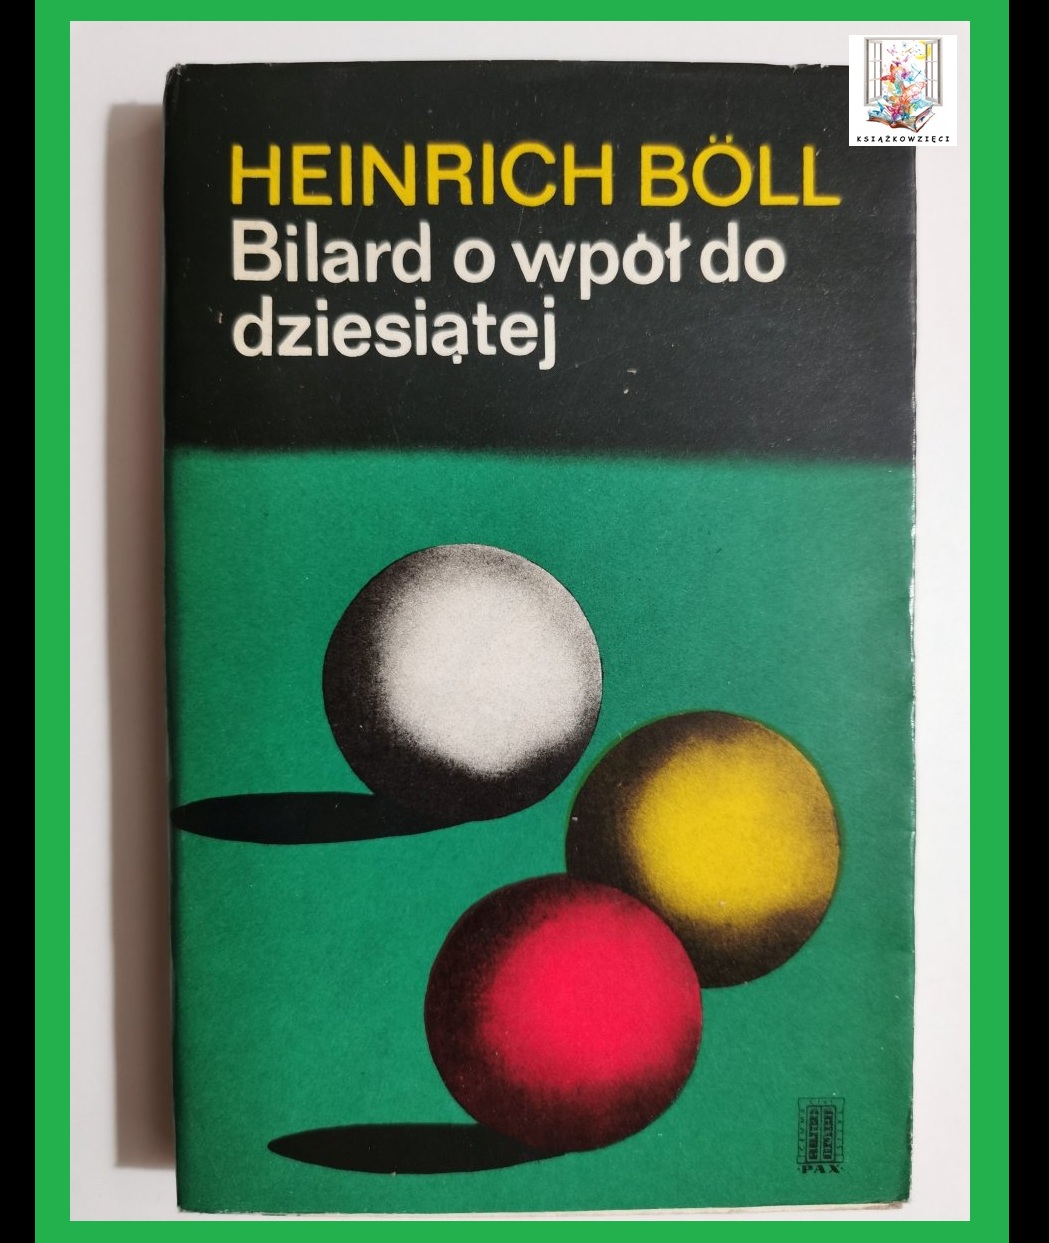 KSIĄŻKOWZIĘCI
HEINRICH BÖLL
Bilard o wpół do
dziesiątej
PAX